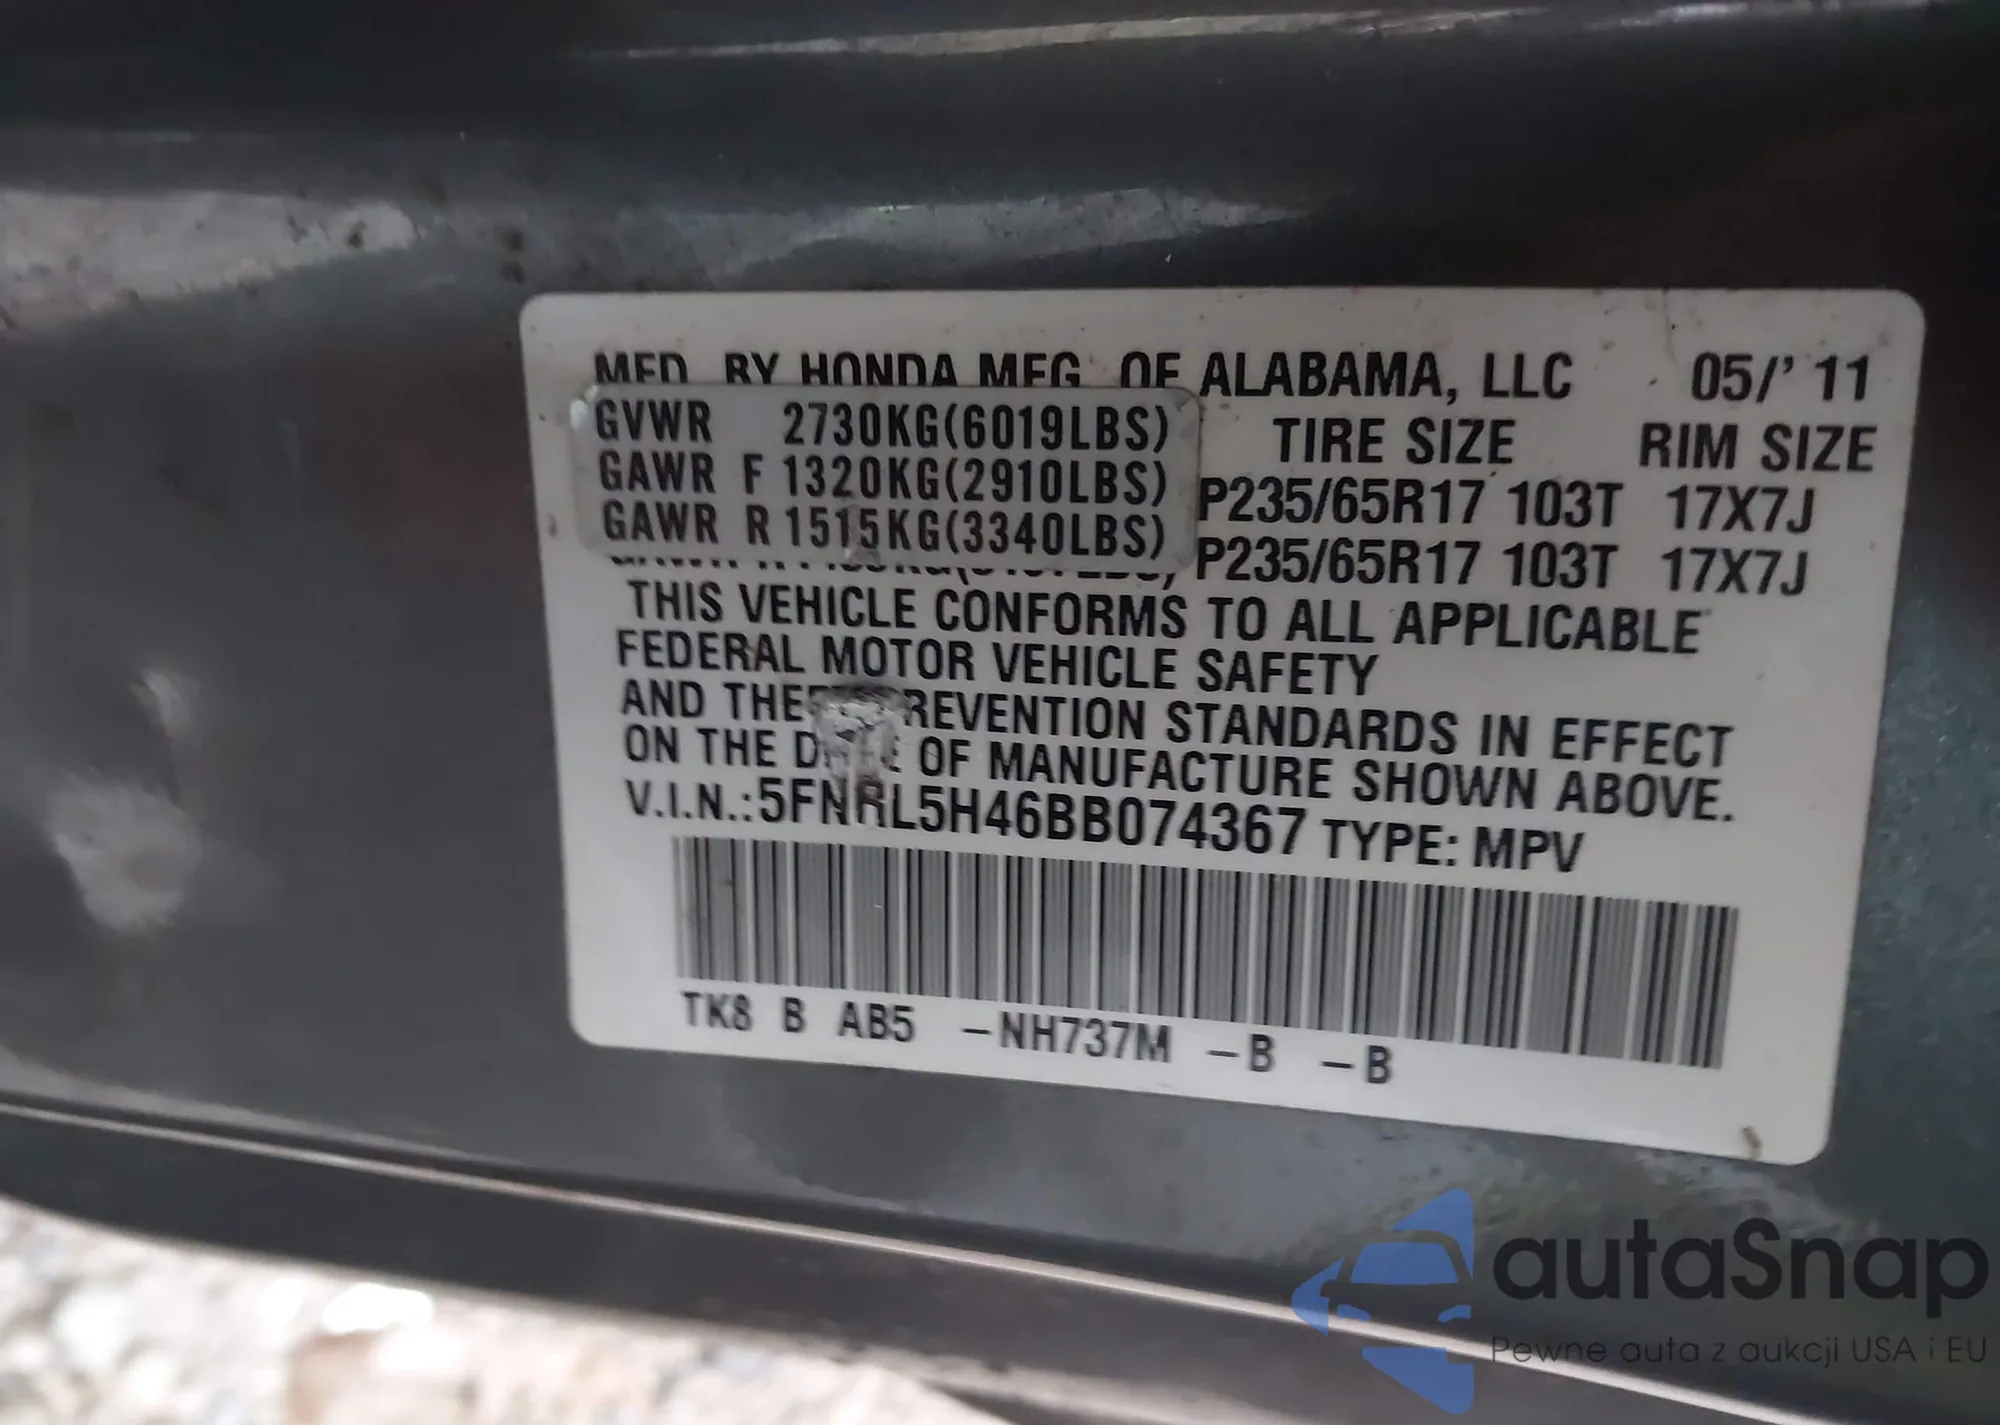 MFD. BY HONDA MFG. OF ALABAMA, LLC 05/'11
GVWR 2730KG(6019LBS) TIRE SIZE RIM SIZE
GAWR F 1320KG(2910LBS) P235/65R17 103T 17X7J
GAWR R 1515KG(3340LBS) P235/65R17 103T 17X7J
THIS VEHICLE CONFORMS TO ALL APPLICABLE
FEDERAL MOTOR VEHICLE SAFETY
AND THEFT PREVENTION STANDARDS IN EFFECT
ON THE DATE OF MANUFACTURE SHOWN ABOVE.
V.I.N.:5FNRL5H46BB074367 TYPE: MPV
TK8 B AB5 -NH737M -B -B
autaSnap
Pewne auta z aukcji USA i EU